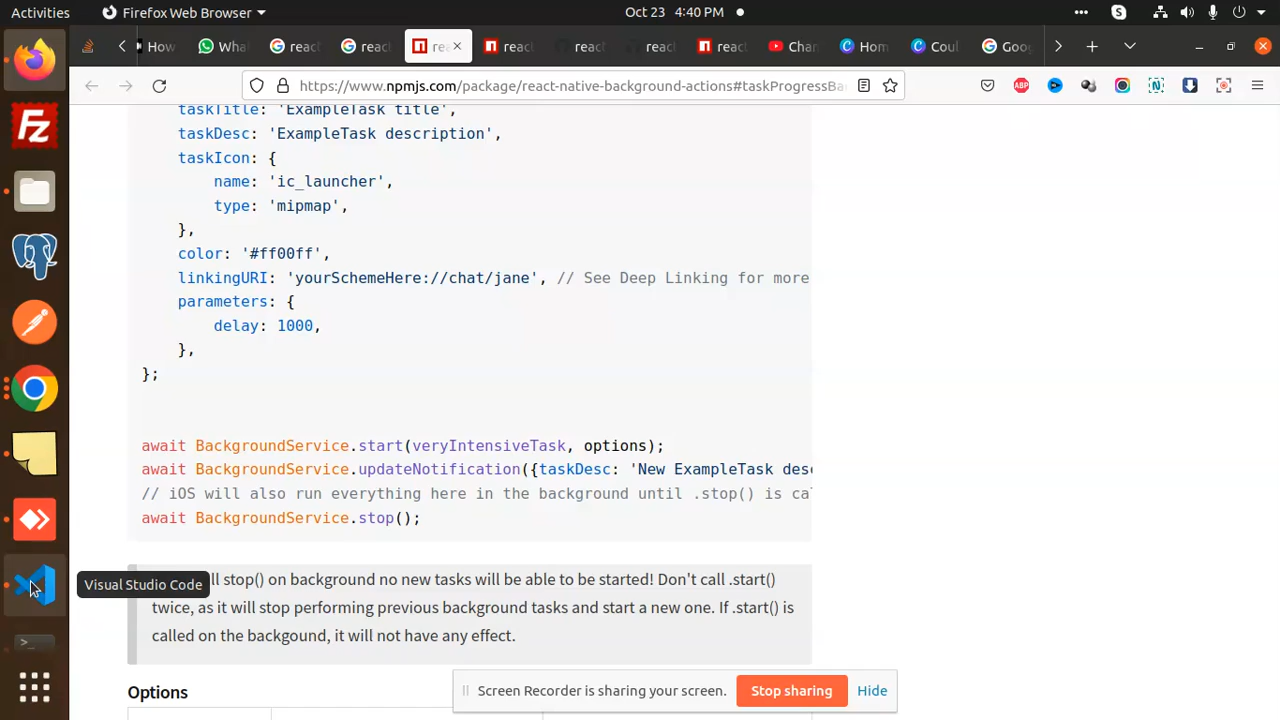 Activities
Firefox Web Browser
Oct 23 4:40 PM
How
Wha
reac
reac
rea
reac
reac
reac
reac
Chan
Hom
Coul
Goog
https://www.npmjs.com/package/react-native-background-actions#taskProgressBa
ABP
taskTitle: 'ExampleTask title',
taskDesc: 'ExampleTask description',
taskIcon: {
name: 'ic_launcher',
type: 'mipmap',
},
color: '#ff00ff',
linkingURI: 'yourSchemeHere://chat/jane', // See Deep Linking for more
parameters: {
delay: 1000,
},
};
await BackgroundService.start(veryIntensiveTask, options);
await BackgroundService.updateNotification({taskDesc: 'New ExampleTask desc
// iOS will also run everything here in the background until .stop() is cal
await BackgroundService.stop();
Visual Studio Code
ll stop() on background no new tasks will be able to be started! Don't call .start()
twice, as it will stop performing previous background tasks and start a new one. If .start() is
called on the backgound, it will not have any effect.
Options
Screen Recorder is sharing your screen.
Stop sharing
Hide